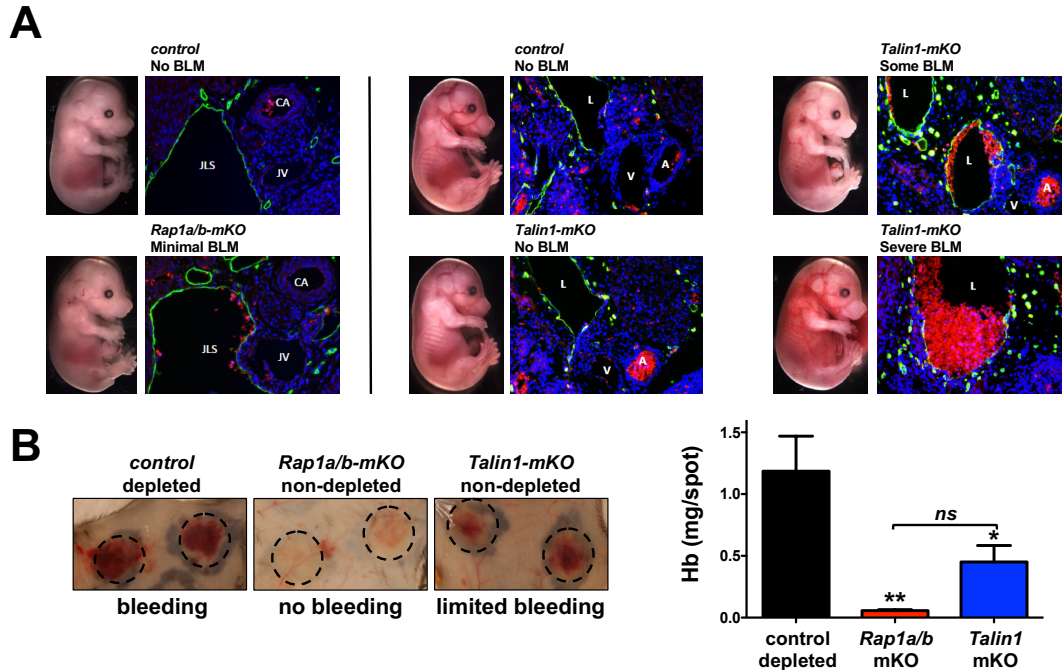 A
control
No BLM
CA
JLS
JV
Rap1a/b-mKO
Minimal BLM
CA
JLS
JV
control
No BLM
L
V
A
Talin1-mKO
No BLM
L
V
A
Talin1-mKO
Some BLM
L
L
V
A
Talin1-mKO
Severe BLM
L
B
control
depleted
Rap1a/b-mKO
non-depleted
Talin1-mKO
non-depleted
bleeding
no bleeding
limited bleeding
Hb (mg/spot)
1.5
1.0
0.5
0.0
ns
**
*
control
depleted
Rap1a/b
mKO
Talin1
mKO